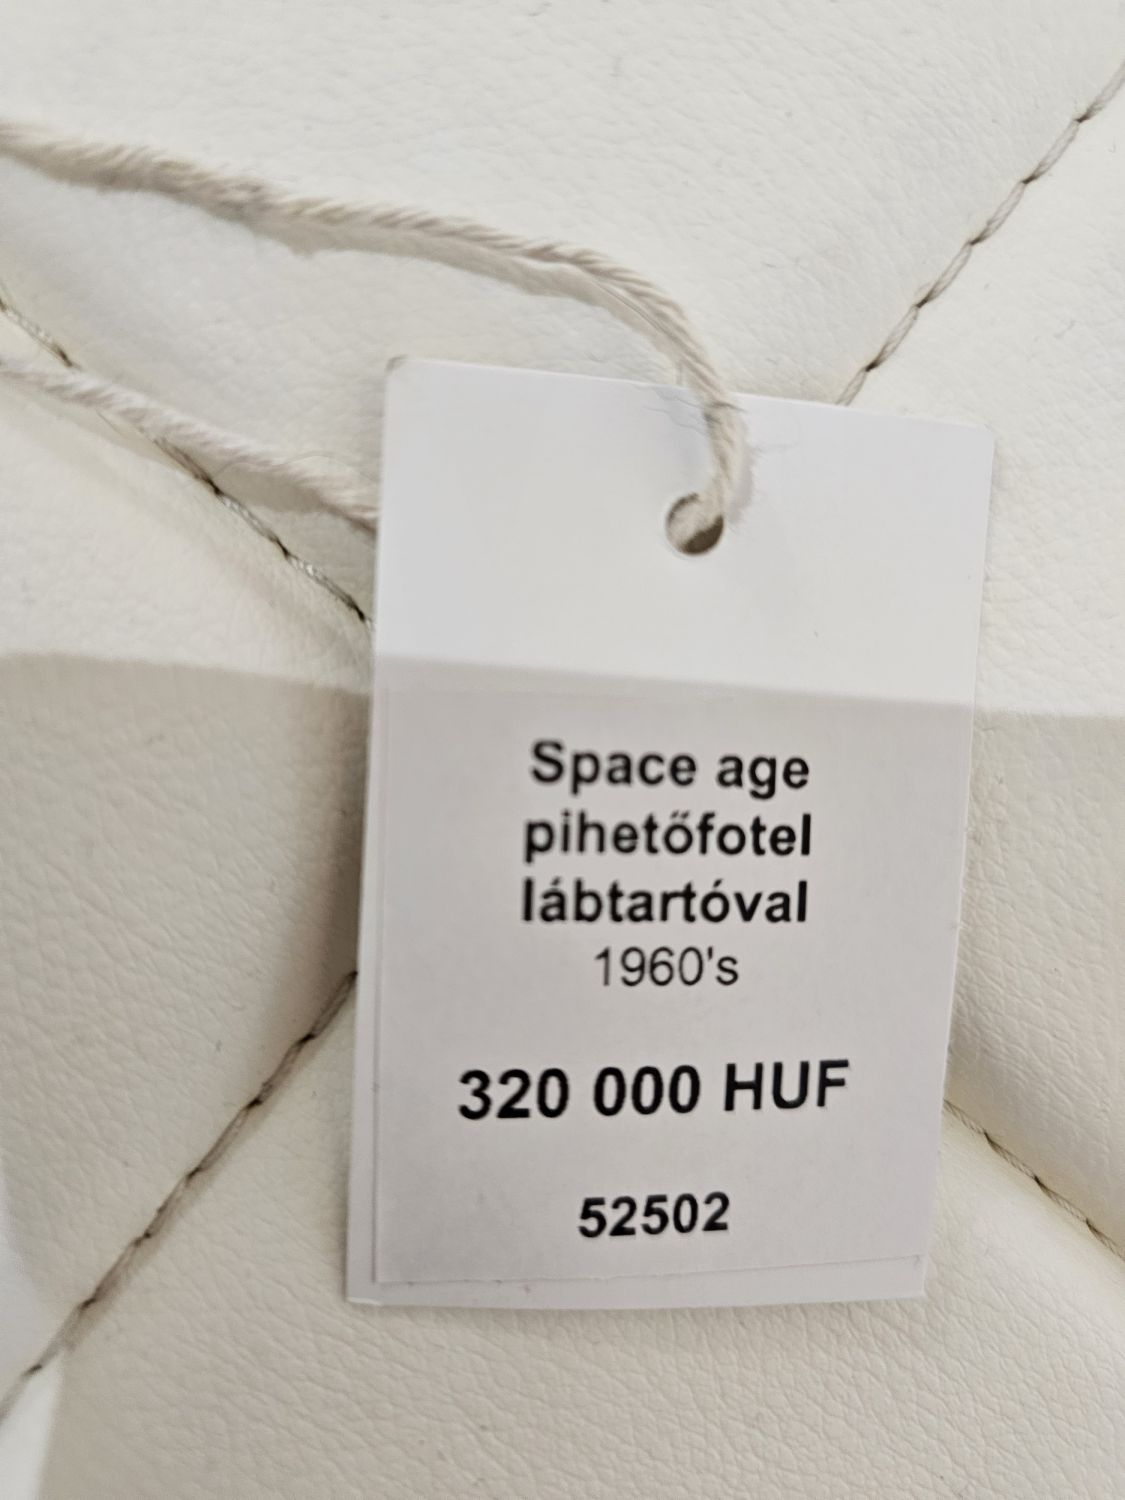 Space age
pihetőfotel
lábtartóval
1960's
320 000 HUF
52502